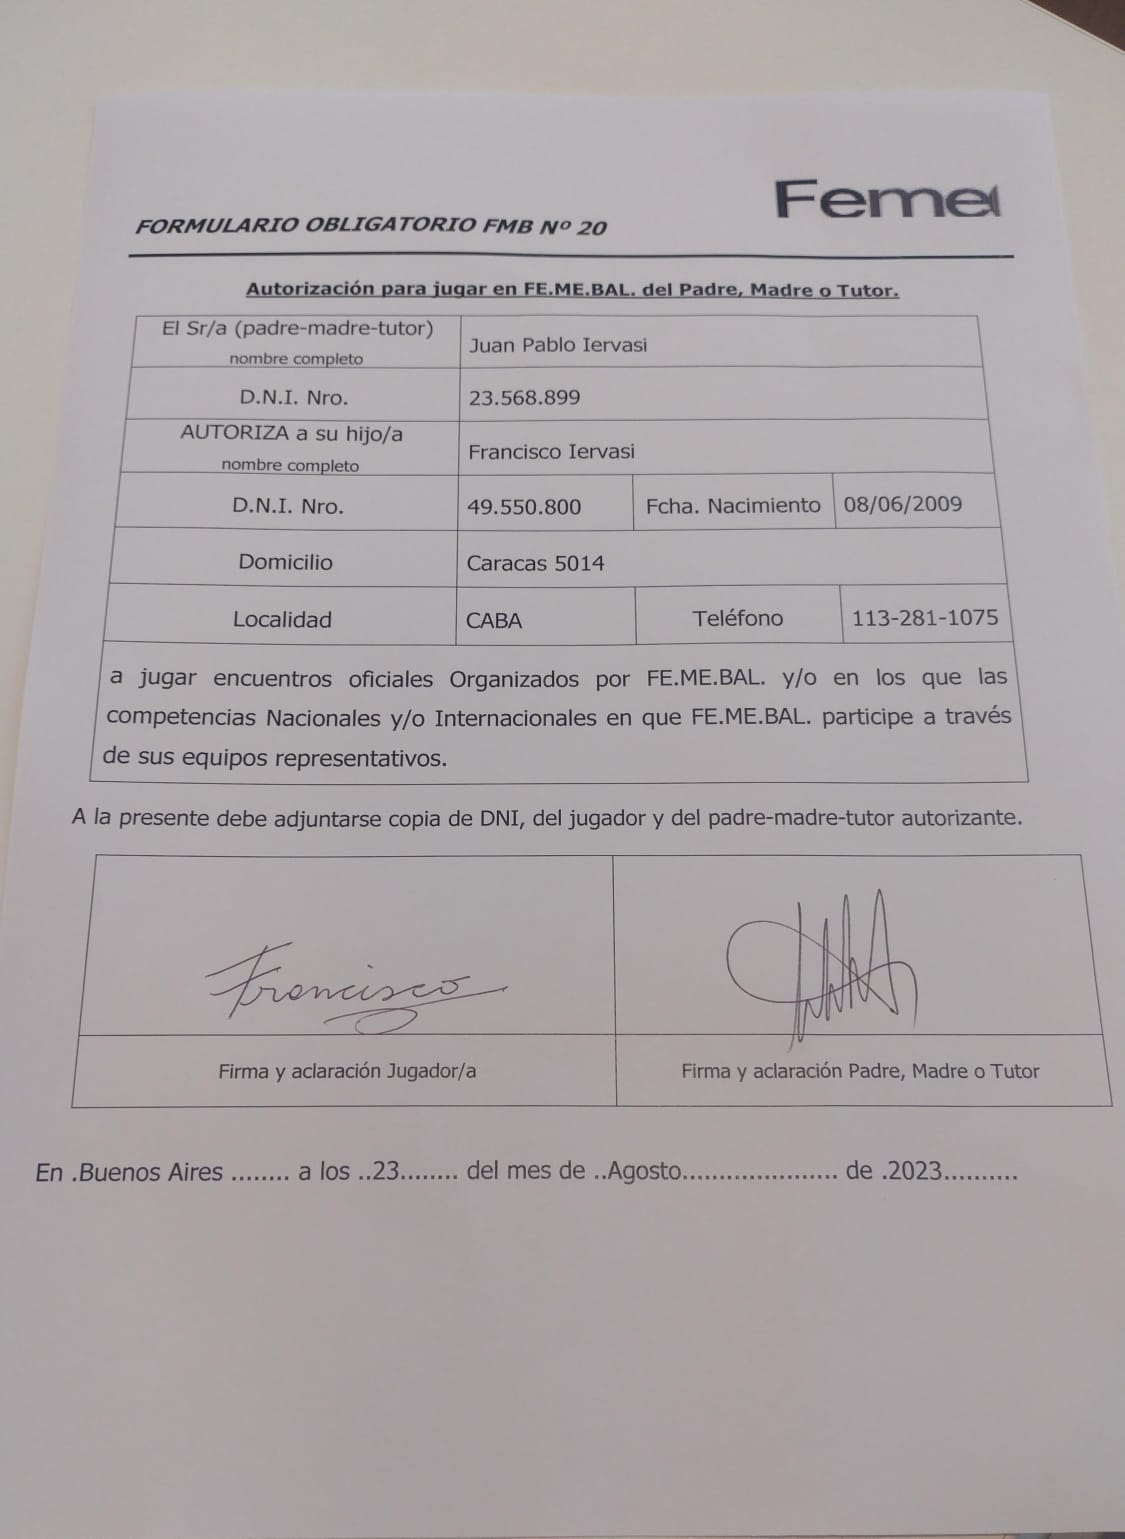 Feme
FORMULARIO OBLIGATORIO FMB Nº 20
Autorización para jugar en FE.ME.BAL. del Padre, Madre o Tutor.
El Sr/a (padre-madre-tutor)
nombre completo
Juan Pablo Iervasi
D.N.I. Nro.
23.568.899
AUTORIZA a su hijo/a
nombre completo
Francisco Iervasi
D.N.I. Nro.
49.550.800
Fcha. Nacimiento
08/06/2009
Domicilio
Caracas 5014
Localidad
CABA
Teléfono
113-281-1075
a jugar encuentros oficiales Organizados por FE.ME.BAL. y/o en los que las
competencias Nacionales y/o Internacionales en que FE.ME.BAL. participe a través
de sus equipos representativos.
A la presente debe adjuntarse copia de DNI, del jugador y del padre-madre-tutor autorizante.
Francisco
Firma y aclaración Jugador/a
Firma y aclaración Padre, Madre o Tutor
En .Buenos Aires ........ a los ..23........ del mes de ..Agosto..................... de .2023..........